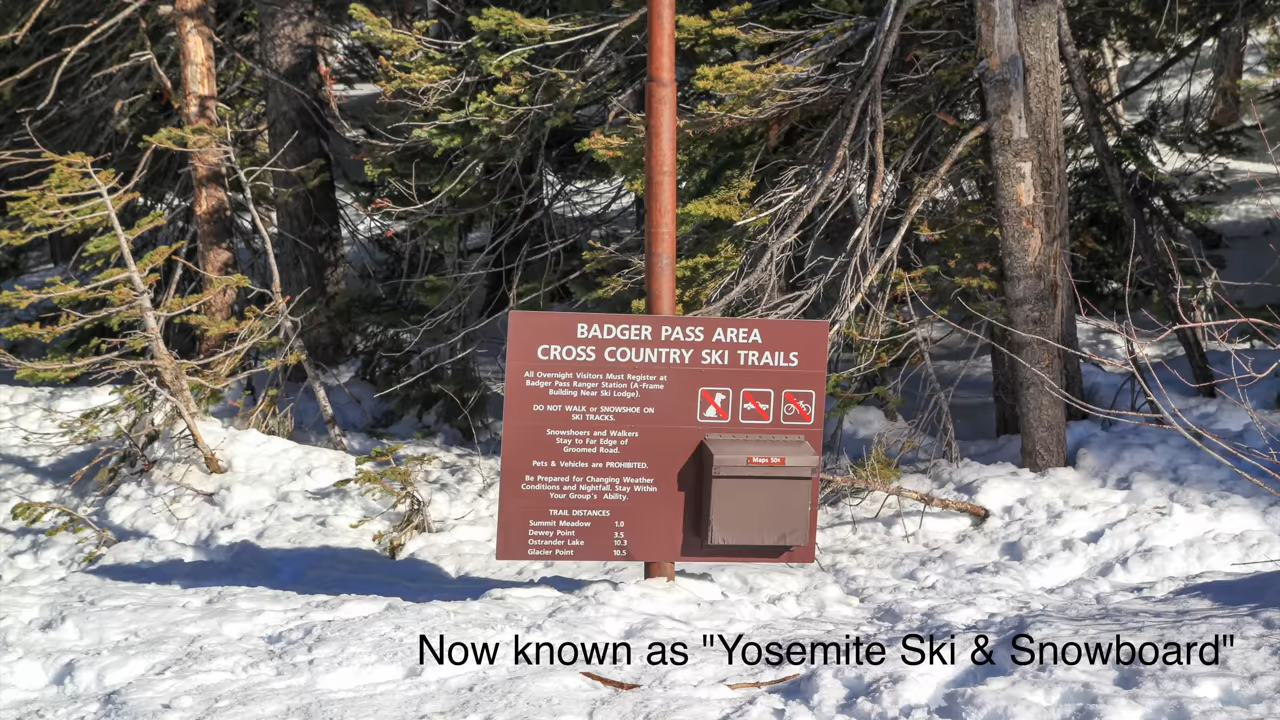 BADGER PASS AREA
CROSS COUNTRY SKI TRAILS
All Overnight Visitors Must Register at
Badger Pass Ranger Station (A-Frame
Building Near Ski Lodge).
DO NOT WALK or SNOWSHOE ON
SKI TRACKS.
Snowshoers and Walkers
Stay to Far Edge of
Groomed Road.
Pets & Vehicles are PROHIBITED.
Be Prepared for Changing Weather
Conditions and Nightfall. Stay Within
Your Group's Ability.
TRAIL DISTANCES
Summit Meadow 1.0
Dewey Point 3.5
Ostrander Lake 10.3
Glacier Point 10.5
Maps 50¢
Now known as "Yosemite Ski & Snowboard"